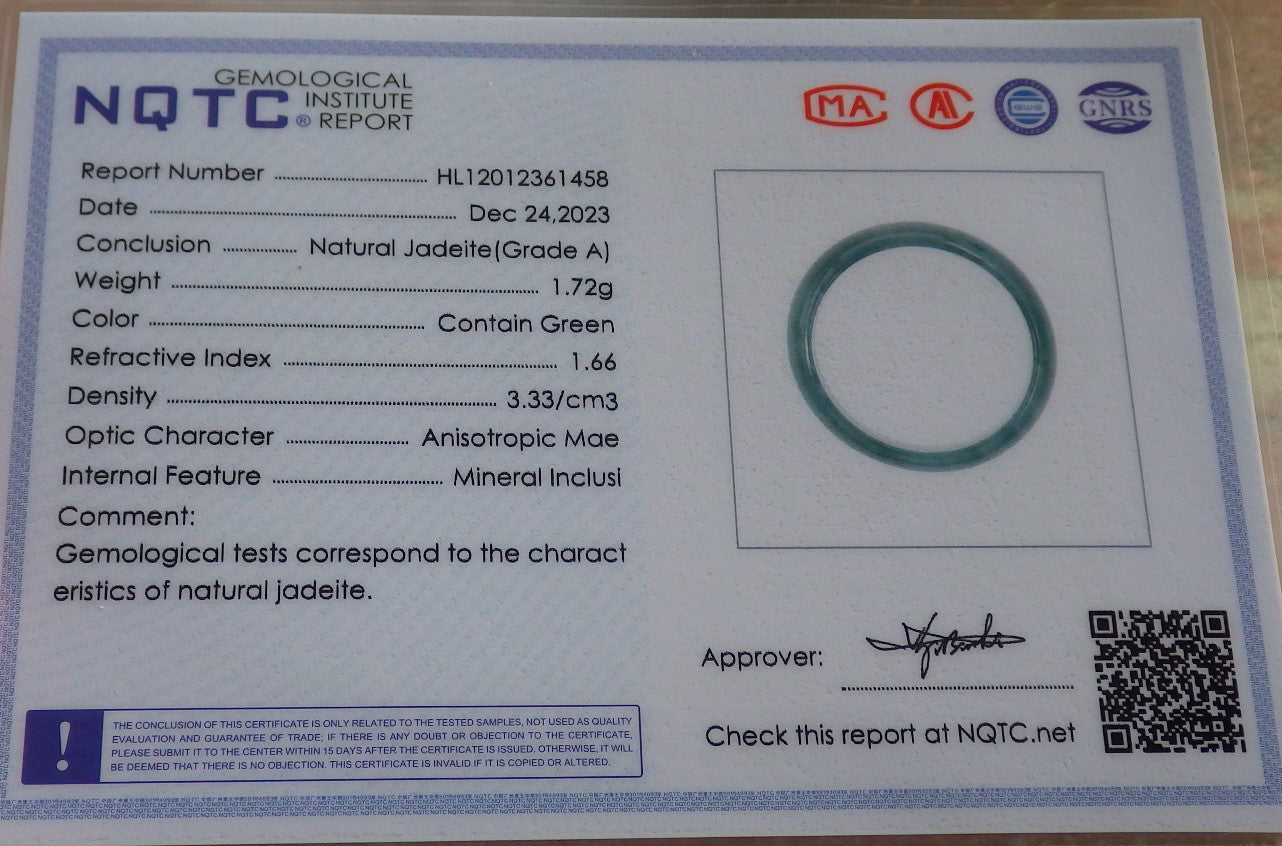 NQTC® GEMOLOGICAL
INSTITUTE
REPORT
MA
GNRS
Report Number ........ HL12012361458
Date ........ Dec 24,2023
Conclusion ........ Natural Jadeite(Grade A)
Weight ........ 1.72g
Color ........ Contain Green
Refractive Index ........ 1.66
Density ........ 3.33/cm3
Optic Character ........ Anisotropic Mae
Internal Feature ........ Mineral Inclusi
Comment:
Gemological tests correspond to the charact
eristics of natural jadeite.
Approver:
Check this report at NQTC.net
!
THE CONCLUSION OF THIS CERTIFICATE IS ONLY RELATED TO THE TESTED SAMPLES, NOT USED AS QUALITY
EVALUATION AND GUARANTEE OF TRADE; IF THERE IS ANY DOUBT OR OBJECTION TO THE CERTIFICATE,
PLEASE SUBMIT IT TO THE CENTER WITHIN 15 DAYS AFTER THE CERTIFICATE IS ISSUED. OTHERWISE, IT WILL
BE DEEMED THAT THERE IS NO OBJECTION. THIS CERTIFICATE IS INVALID IF IT IS COPIED OR ALTERED.